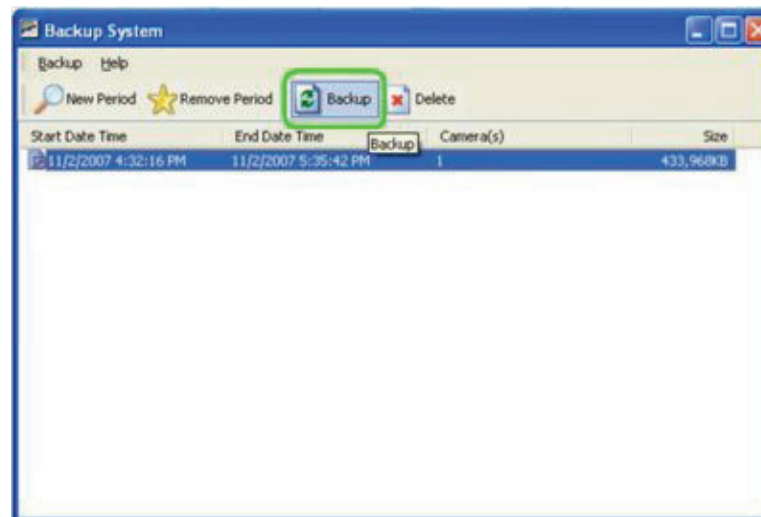 Backup System
Backup Help
New Period Remove Period Backup Delete
Start Date Time End Date Time Camera(s) Size
Backup
11/2/2007 4:32:16 PM 11/2/2007 5:35:42 PM 1 433,968KB